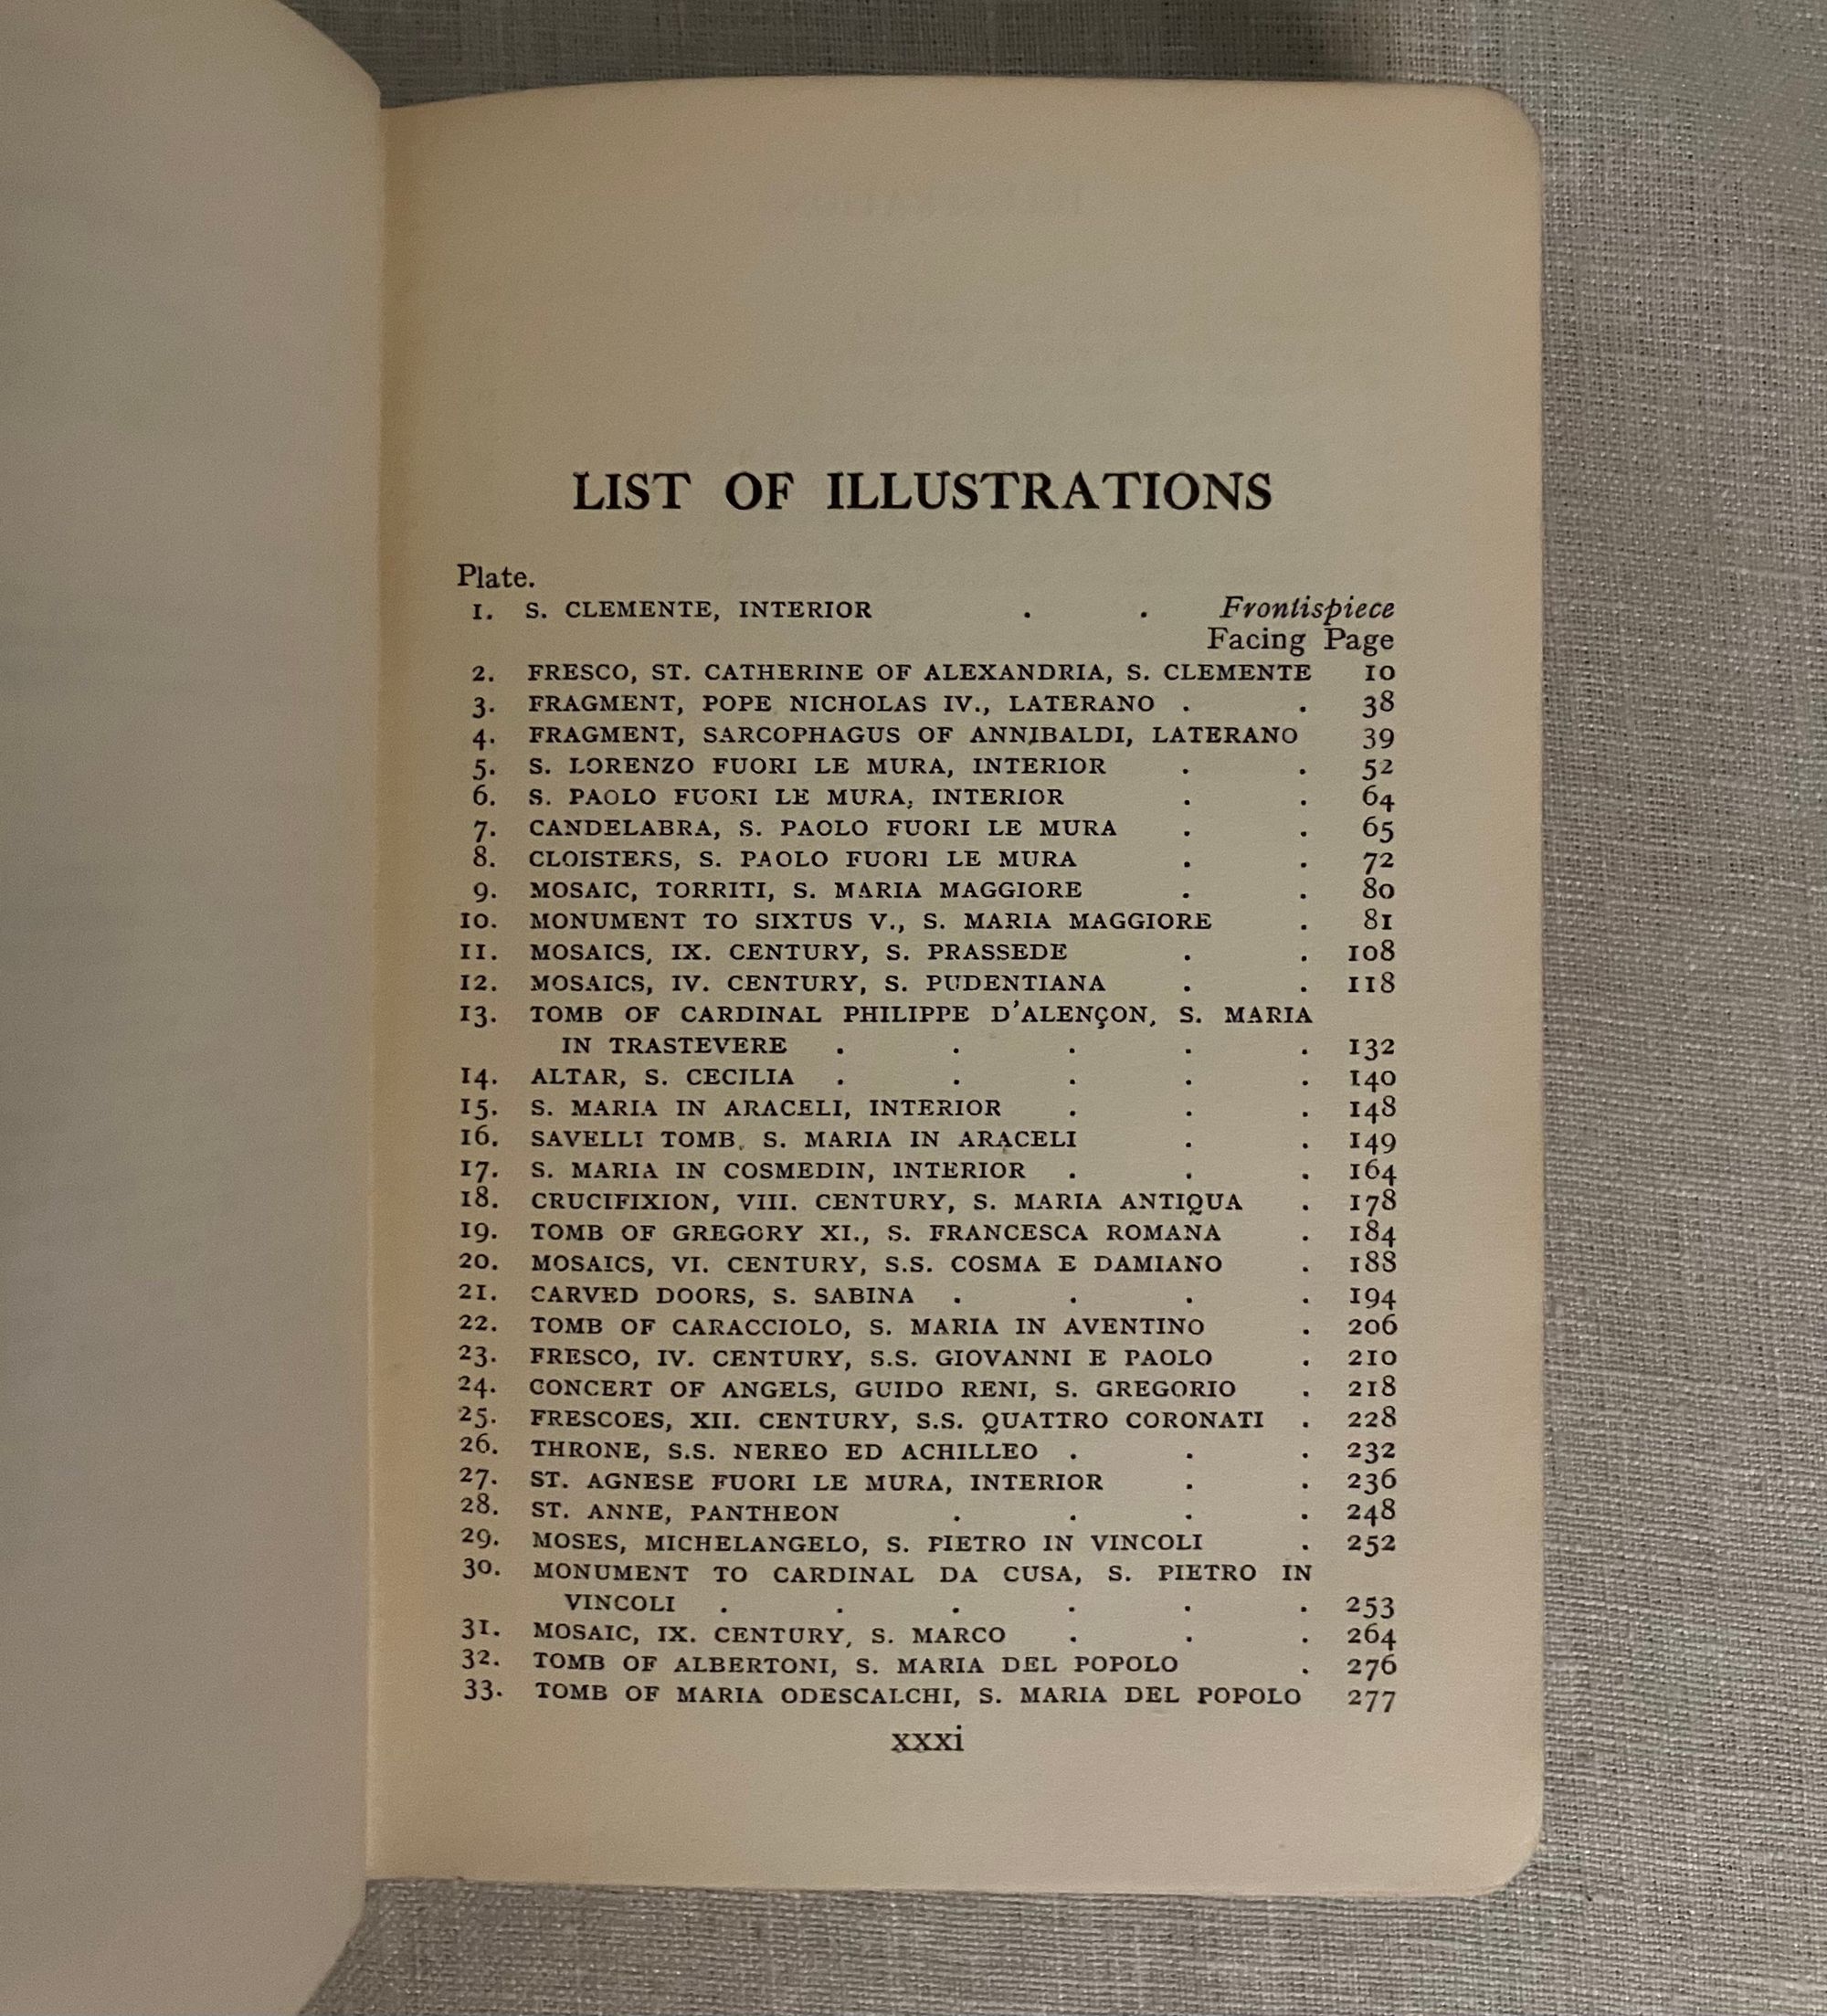 LIST OF ILLUSTRATIONS
Plate.
1. S. CLEMENTE, INTERIOR . . Frontispiece
Facing Page
2. FRESCO, ST. CATHERINE OF ALEXANDRIA, S. CLEMENTE 10
3. FRAGMENT, POPE NICHOLAS IV., LATERANO . . 38
4. FRAGMENT, SARCOPHAGUS OF ANNIBALDI, LATERANO 39
5. S. LORENZO FUORI LE MURA, INTERIOR . . 52
6. S. PAOLO FUORI LE MURA, INTERIOR . . 64
7. CANDELABRA, S. PAOLO FUORI LE MURA . . 65
8. CLOISTERS, S. PAOLO FUORI LE MURA . . 72
9. MOSAIC, TORRITI, S. MARIA MAGGIORE . . 80
10. MONUMENT TO SIXTUS V., S. MARIA MAGGIORE . 81
11. MOSAICS, IX. CENTURY, S. PRASSEDE . . 108
12. MOSAICS, IV. CENTURY, S. PUDENTIANA . . 118
13. TOMB OF CARDINAL PHILIPPE D'ALENÇON, S. MARIA
IN TRASTEVERE . . . . . 132
14. ALTAR, S. CECILIA . . . . . 140
15. S. MARIA IN ARACELI, INTERIOR . . . 148
16. SAVELLI TOMB, S. MARIA IN ARACELI . . 149
17. S. MARIA IN COSMEDIN, INTERIOR . . . 164
18. CRUCIFIXION, VIII. CENTURY, S. MARIA ANTIQUA . 178
19. TOMB OF GREGORY XI., S. FRANCESCA ROMANA . 184
20. MOSAICS, VI. CENTURY, S.S. COSMA E DAMIANO . 188
21. CARVED DOORS, S. SABINA . . . . 194
22. TOMB OF CARACCIOLO, S. MARIA IN AVENTINO . 206
23. FRESCO, IV. CENTURY, S.S. GIOVANNI E PAOLO . 210
24. CONCERT OF ANGELS, GUIDO RENI, S. GREGORIO . 218
25. FRESCOES, XII. CENTURY, S.S. QUATTRO CORONATI . 228
26. THRONE, S.S. NEREO ED ACHILLEO . . . 232
27. ST. AGNESE FUORI LE MURA, INTERIOR . . 236
28. ST. ANNE, PANTHEON . . . . 248
29. MOSES, MICHELANGELO, S. PIETRO IN VINCOLI . 252
30. MONUMENT TO CARDINAL DA CUSA, S. PIETRO IN
VINCOLI . . . . . . 253
31. MOSAIC, IX. CENTURY, S. MARCO . . . 264
32. TOMB OF ALBERTONI, S. MARIA DEL POPOLO . 276
33. TOMB OF MARIA ODESCALCHI, S. MARIA DEL POPOLO 277
xxxi